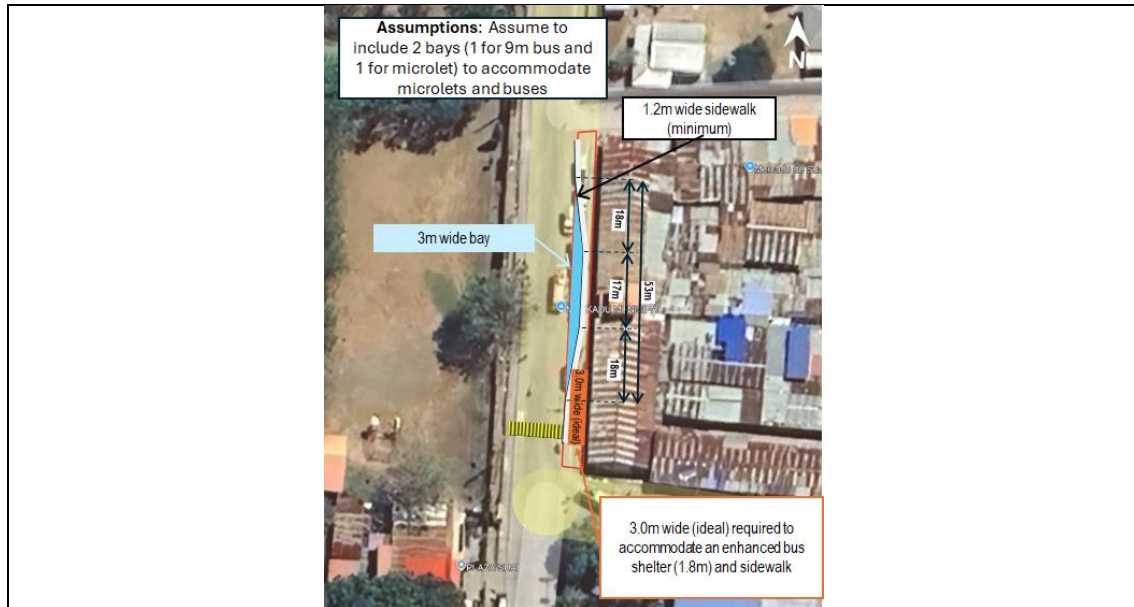 Assumptions: Assume to
include 2 bays (1 for 9m bus and
1 for microlet) to accommodate
microlets and buses
N
1.2m wide sidewalk
(minimum)
3m wide bay
18m
17m
53m
18m
3.0m wide (ideal)
3.0m wide (ideal) required to
accommodate an enhanced bus
shelter (1.8m) and sidewalk